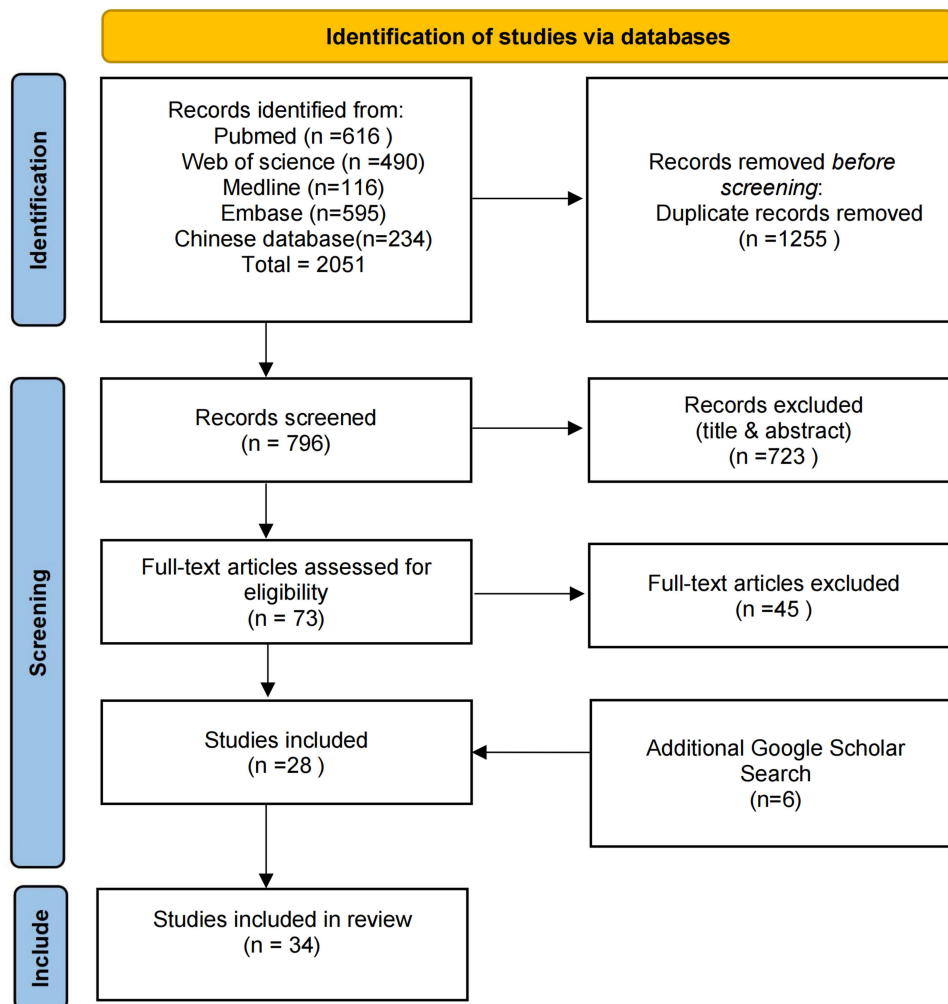 Identification of studies via databases
Identification
Records identified from:
Pubmed (n =616 )
Web of science (n =490)
Medline (n=116)
Embase (n=595)
Chinese database(n=234)
Total = 2051
Records removed before
screening:
Duplicate records removed
(n =1255 )
Screening
Records screened
(n = 796)
Records excluded
(title & abstract)
(n =723 )
Full-text articles assessed for
eligibility
(n = 73)
Full-text articles excluded
(n =45 )
Studies included
(n =28 )
Additional Google Scholar
Search
(n=6)
Include
Studies included in review
(n = 34)